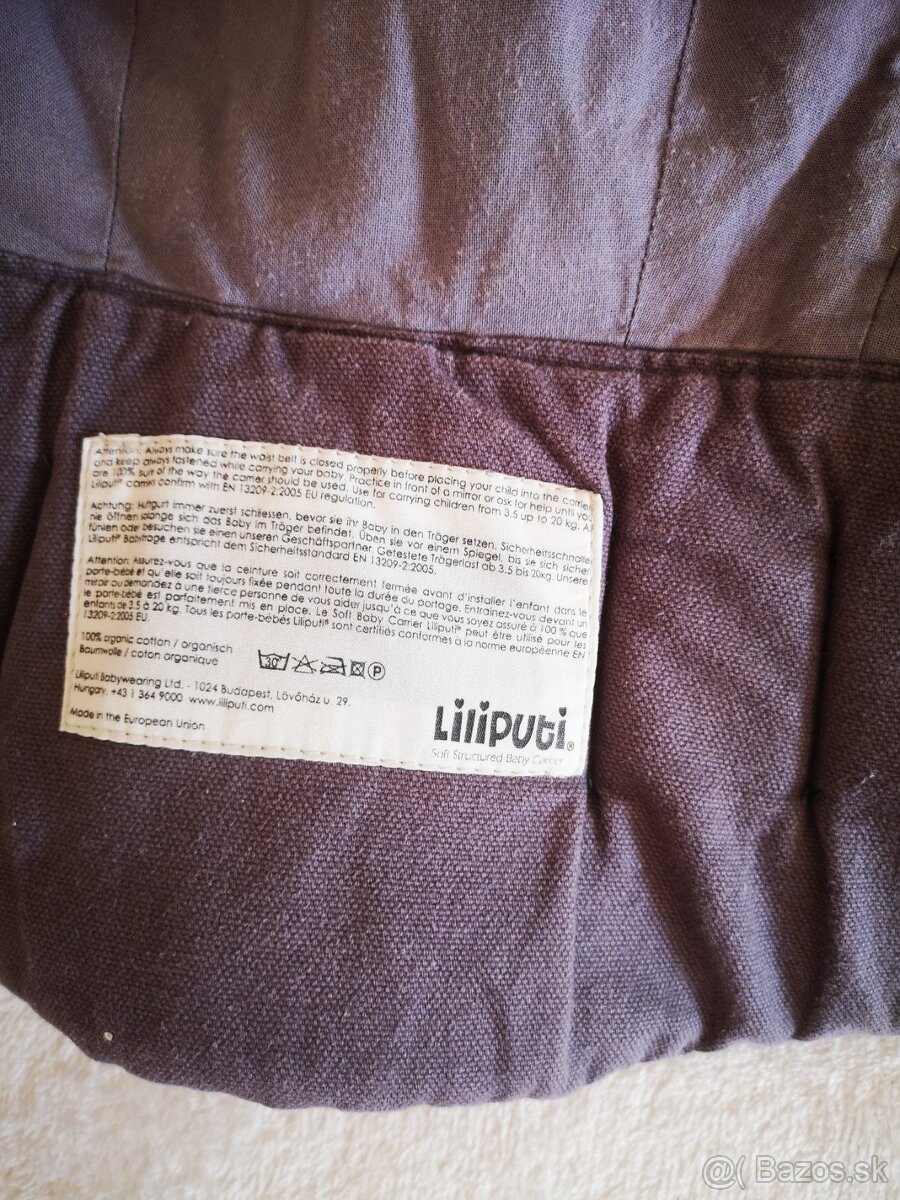 Attention: Always make sure the waist belt is closed properly before placing your child into the carrier
and keep always fastened while carrying your baby. Practice in front of a mirror or ask for help until you
are 100% suit of the way the carrier should be used. Use for carrying children from 3.5 up to 20 kg. All
Liliputi® carries confirm with EN 13209-2:2005 EU regulation.
Achtung: Hüftgurt immer zuerst schliessen, bevor sie ihr Baby in den Träger setzen. Sicherheitsschnalle
nie öffnen solange sich das Baby im Träger befindet. Üben Sie vor einem Spiegel, bis sie sich sicher
fühlen oder besuchen sie einen unseren Geschäftspartner. Getestete Trägerlast ab 3.5 bis 20kg. Unsere
Liliputi® Babytrage entspricht dem Sicherheitsstandard EN 13209-2:2005.
Attention: Assurez-vous que la ceinture soit correctement fermée avant d'installer l'enfant dans le
porte-bébé et qu'elle soit toujours fixée pendant toute la durée du portage. Entraînez-vous devant un
miroir ou demandez à une tierce personne de vous aider jusqu'à ce que vous soyez assuré à 100 % que
le porte-bébé est parfaitement mis en place. Le Soft Baby Carrier Liliputi® peut être utilisé pour les
enfants de 3.5 à 20 kg. Tous les porte-bébés Liliputi® sont certifiés conformes à la norme européenne EN
13209-2:2005 EU.
100% organic cotton / organisch
Baumwolle / coton organique
30° P
Liliputi Babywearing Ltd. - 1024 Budapest, Lövőház u. 29.
Hungary, +43 1 364 9000 www.liliputi.com
Made in the European Union
LiliPUti®
Soft Structured Baby Carrier
@( Bazos.sk